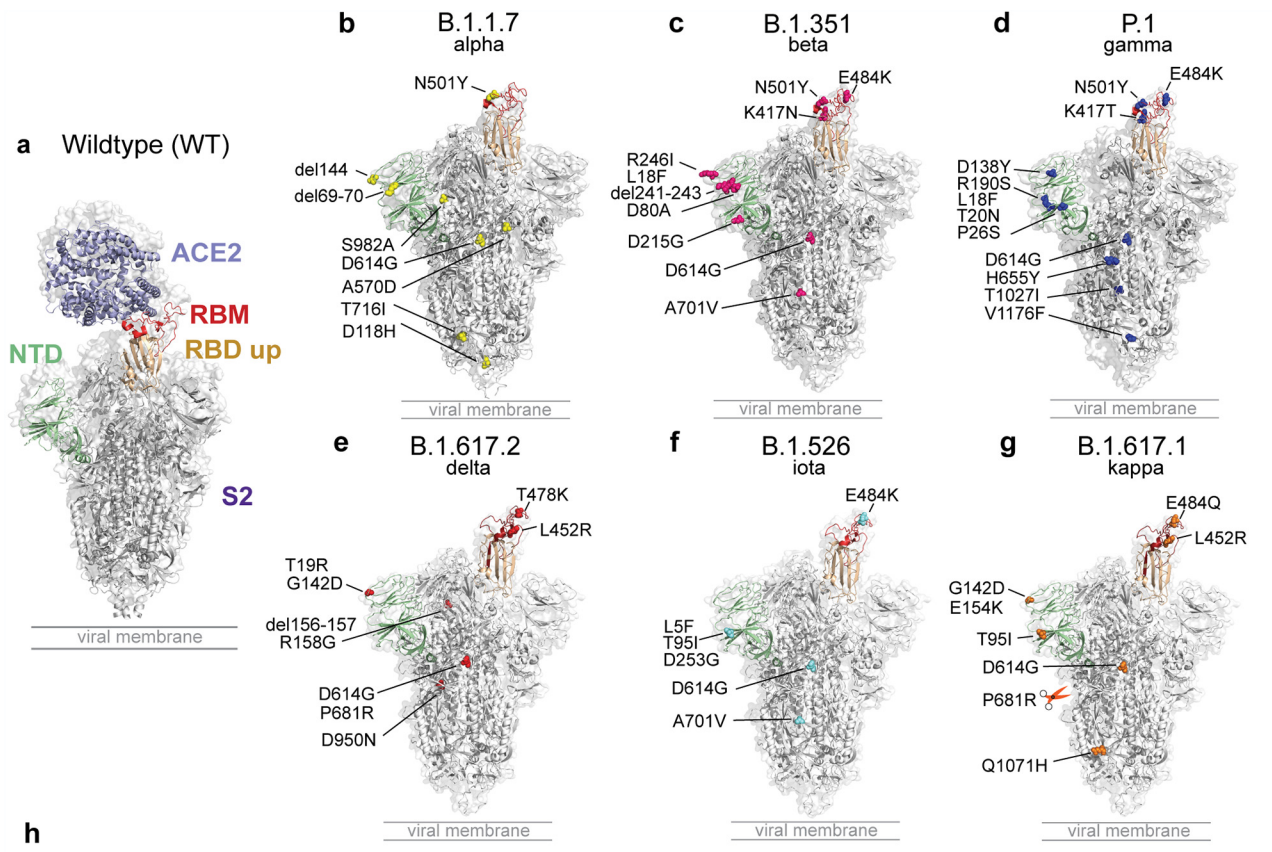 a Wildtype (WT)
ACE2
RBM
RBD up
NTD
S2
viral membrane
b B.1.1.7
alpha
N501Y
del144
del69-70
S982A
D614G
A570D
T716I
D118H
viral membrane
c B.1.351
beta
E484K
N501Y
K417N
R246I
L18F
del241-243
D80A
D215G
D614G
A701V
viral membrane
d P.1
gamma
E484K
N501Y
K417T
D138Y
R190S
L18F
T20N
P26S
D614G
H655Y
T1027I
V1176F
viral membrane
e B.1.617.2
delta
T478K
L452R
T19R
G142D
del156-157
R158G
D614G
P681R
D950N
viral membrane
f B.1.526
iota
E484K
L5F
T95I
D253G
D614G
A701V
viral membrane
g B.1.617.1
kappa
E484Q
L452R
G142D
E154K
T95I
D614G
P681R
Q1071H
viral membrane
h